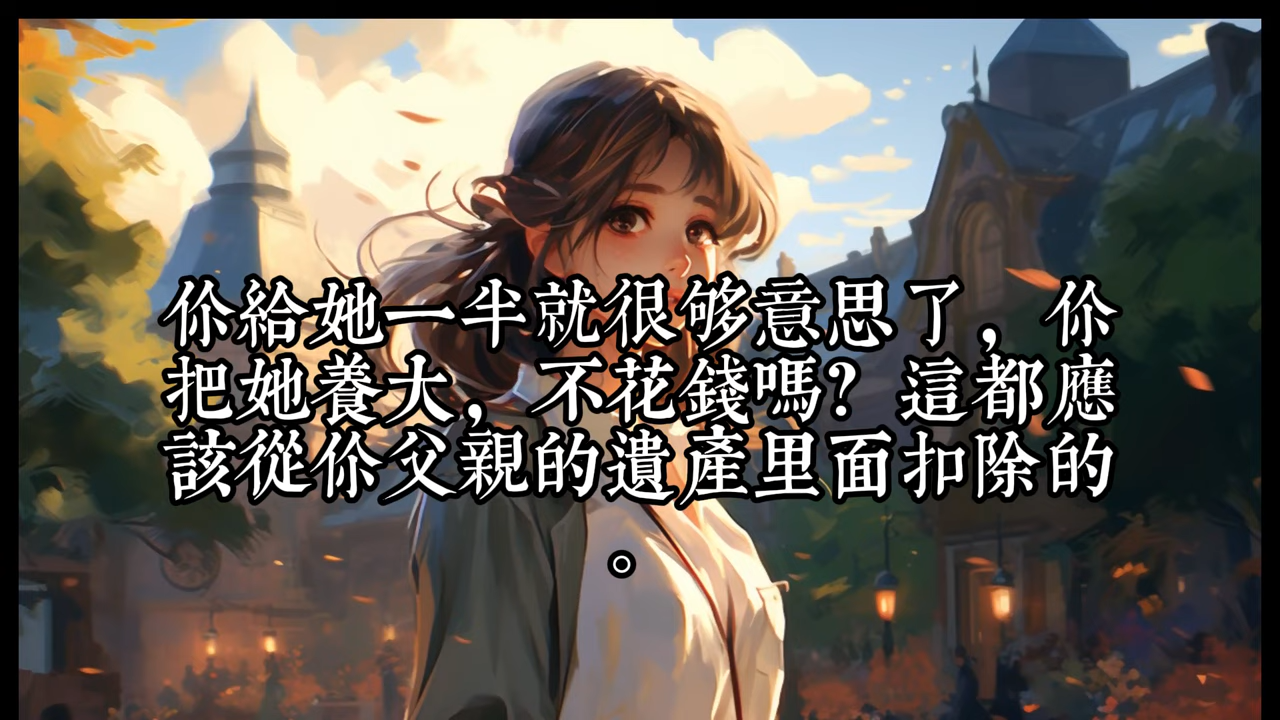 你給她一半就很够意思了，你
把她養大，不花錢嗎？這都應
該從你父親的遺產里面扣除的
。